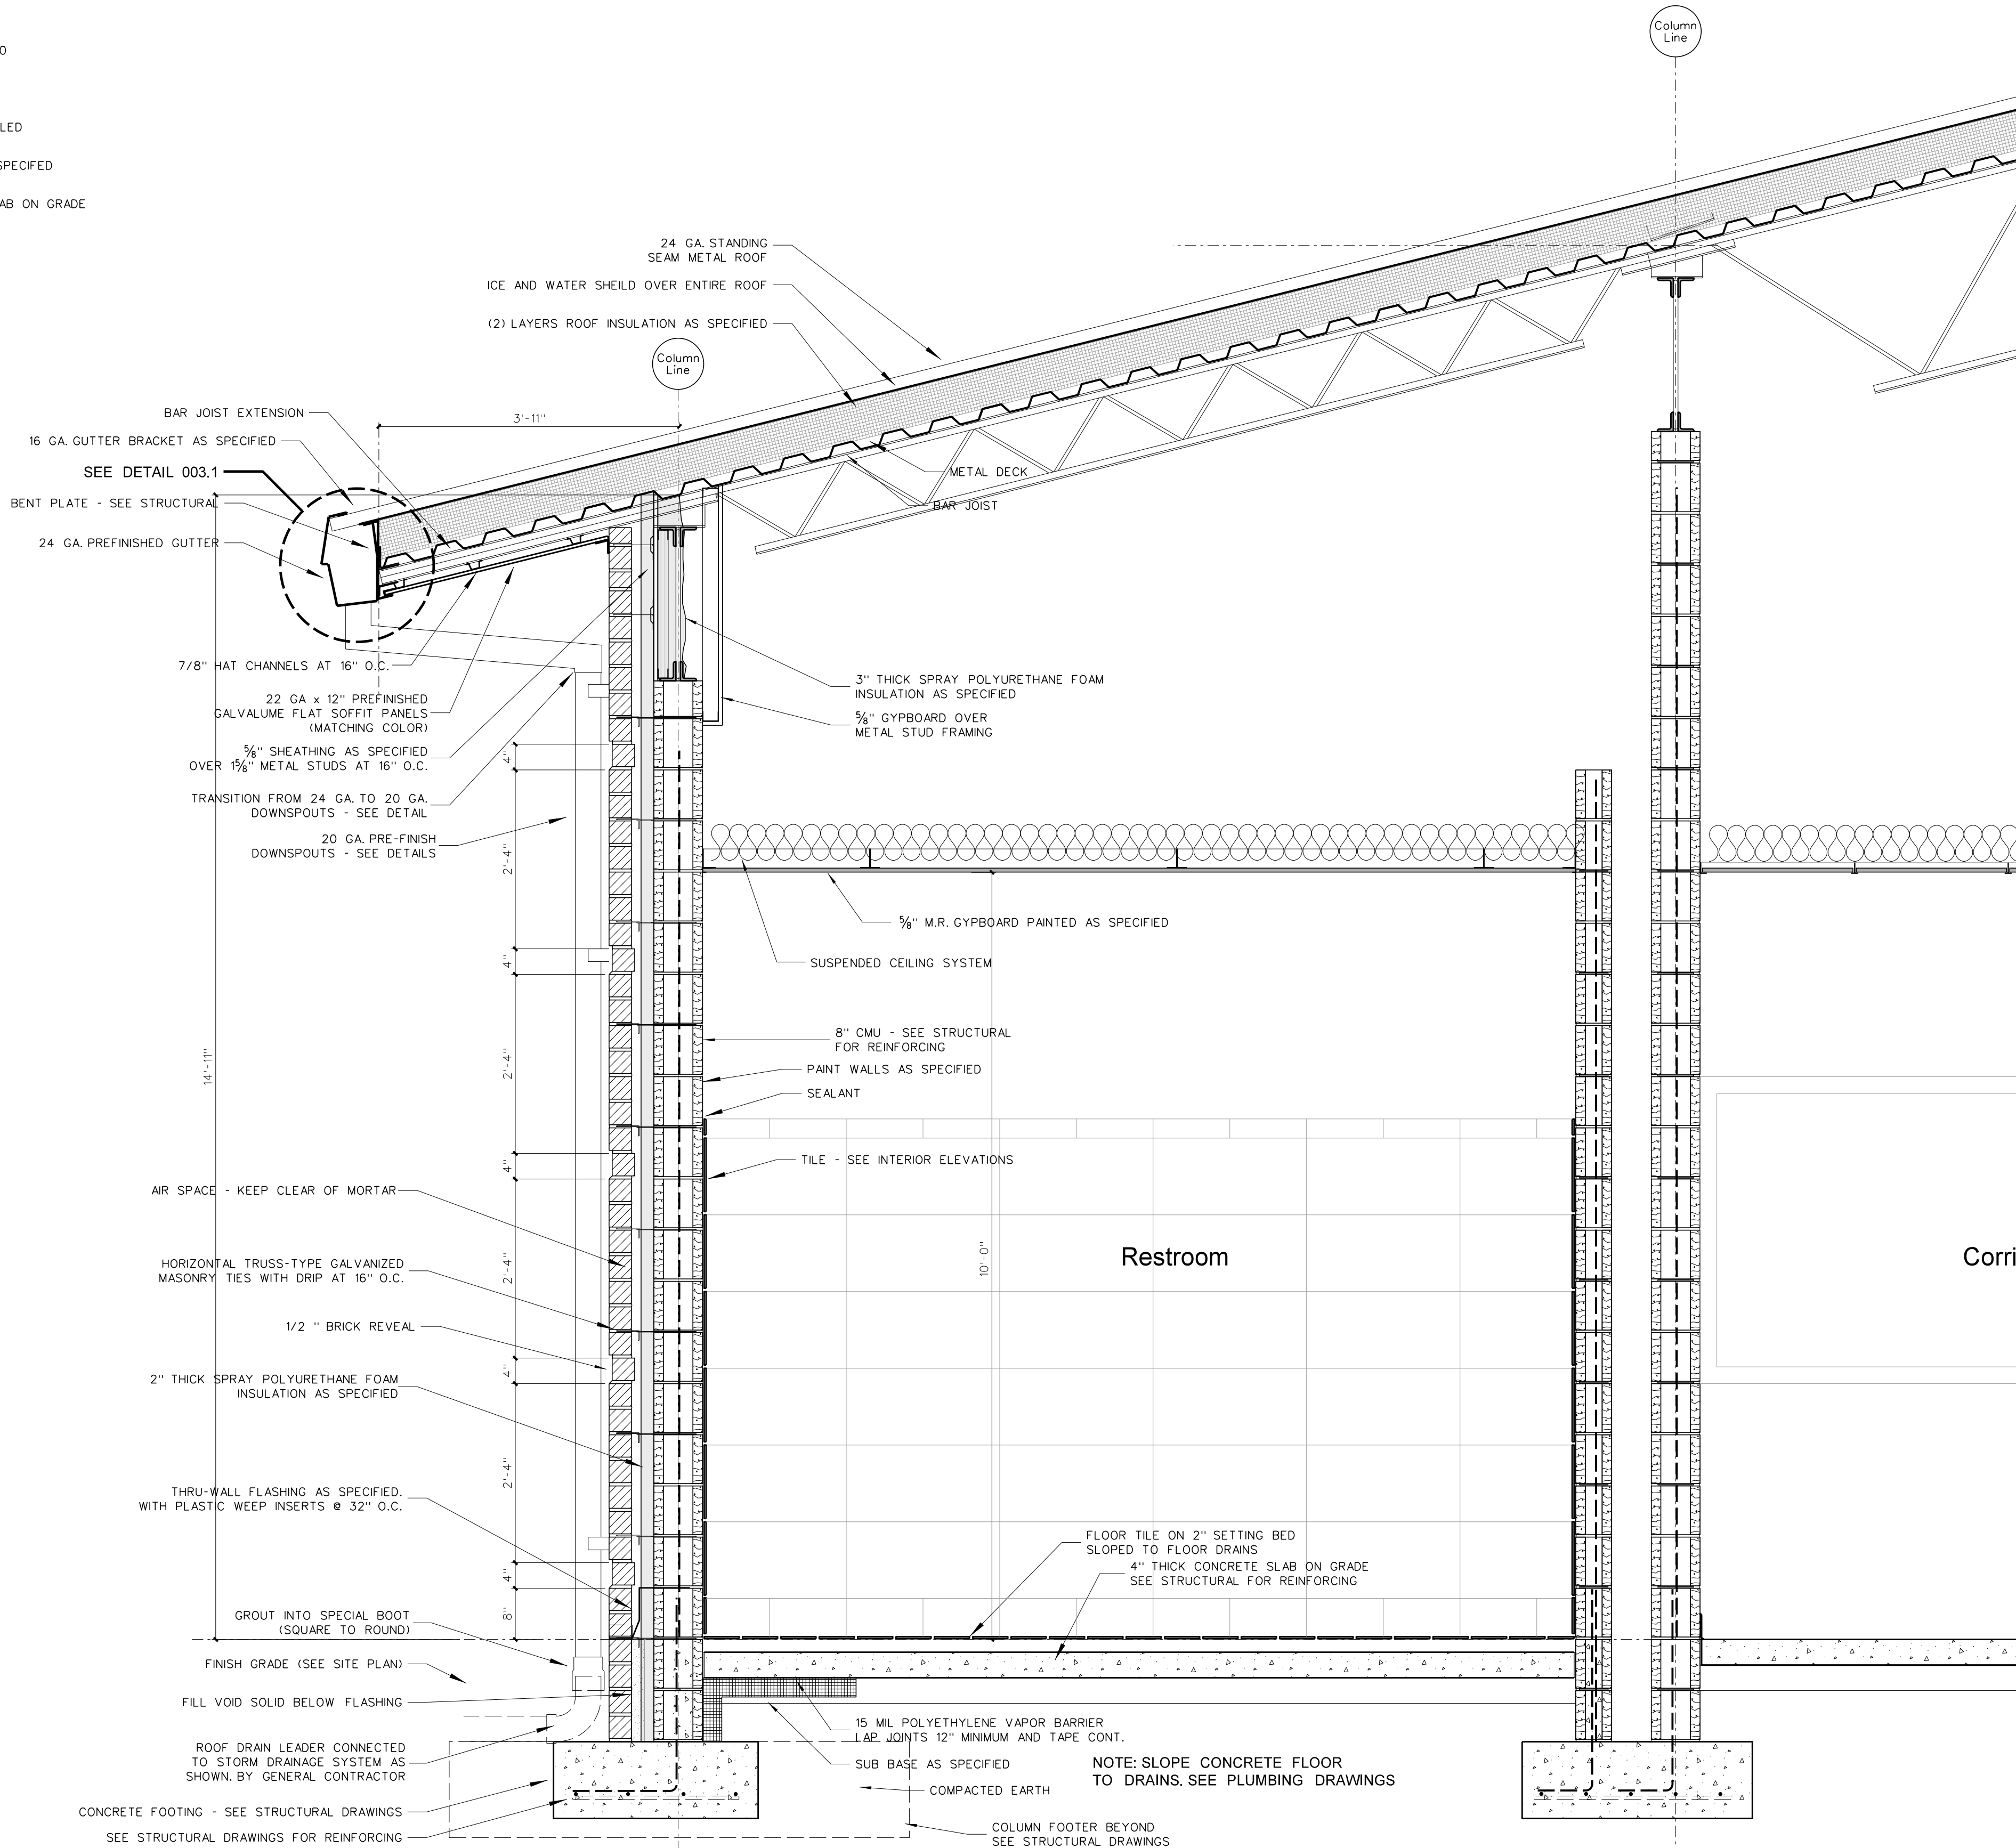 O
LED
SPECIFED
AB ON GRADE
Column
Line
24 GA. STANDING
SEAM METAL ROOF
ICE AND WATER SHEILD OVER ENTIRE ROOF
(2) LAYERS ROOF INSULATION AS SPECIFIED
Column
Line
BAR JOIST EXTENSION
3'-11"
16 GA. GUTTER BRACKET AS SPECIFIED
SEE DETAIL 003.1
BENT PLATE - SEE STRUCTURAL
24 GA. PREFINISHED GUTTER
METAL DECK
BAR JOIST
7/8" HAT CHANNELS AT 16" O.C.
22 GA x 12" PREFINISHED
GALVALUME FLAT SOFFIT PANELS
(MATCHING COLOR)
5/8" SHEATHING AS SPECIFIED
OVER 1 5/8" METAL STUDS AT 16" O.C.
TRANSITION FROM 24 GA. TO 20 GA.
DOWNSPOUTS - SEE DETAIL
20 GA. PRE-FINISH
DOWNSPOUTS - SEE DETAILS
3" THICK SPRAY POLYURETHANE FOAM
INSULATION AS SPECIFIED
5/8" GYPBOARD OVER
METAL STUD FRAMING
4"
2'-4"
4"
2'-4"
4"
2'-4"
4"
2'-4"
4"
8"
14'-11"
5/8" M.R. GYPBOARD PAINTED AS SPECIFIED
SUSPENDED CEILING SYSTEM
8" CMU - SEE STRUCTURAL
FOR REINFORCING
PAINT WALLS AS SPECIFIED
SEALANT
TILE - SEE INTERIOR ELEVATIONS
10'-0"
Restroom
Corri
AIR SPACE - KEEP CLEAR OF MORTAR
HORIZONTAL TRUSS-TYPE GALVANIZED
MASONRY TIES WITH DRIP AT 16" O.C.
1/2 " BRICK REVEAL
2" THICK SPRAY POLYURETHANE FOAM
INSULATION AS SPECIFIED
THRU-WALL FLASHING AS SPECIFIED.
WITH PLASTIC WEEP INSERTS @ 32" O.C.
FLOOR TILE ON 2" SETTING BED
SLOPED TO FLOOR DRAINS
4" THICK CONCRETE SLAB ON GRADE
SEE STRUCTURAL FOR REINFORCING
GROUT INTO SPECIAL BOOT
(SQUARE TO ROUND)
FINISH GRADE (SEE SITE PLAN)
FILL VOID SOLID BELOW FLASHING
ROOF DRAIN LEADER CONNECTED
TO STORM DRAINAGE SYSTEM AS
SHOWN. BY GENERAL CONTRACTOR
CONCRETE FOOTING - SEE STRUCTURAL DRAWINGS
SEE STRUCTURAL DRAWINGS FOR REINFORCING
15 MIL POLYETHYLENE VAPOR BARRIER
LAP JOINTS 12" MINIMUM AND TAPE CONT.
SUB BASE AS SPECIFIED
COMPACTED EARTH
NOTE: SLOPE CONCRETE FLOOR
TO DRAINS. SEE PLUMBING DRAWINGS
COLUMN FOOTER BEYOND
SEE STRUCTURAL DRAWINGS